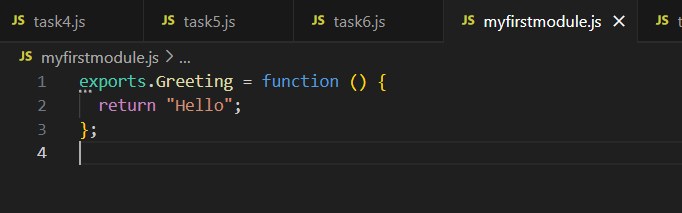 JS task4.js JS task5.js JS task6.js JS myfirstmodule.js × JS
JS myfirstmodule.js > ...
1 exports.Greeting = function () {
2 return "Hello";
3 };
4